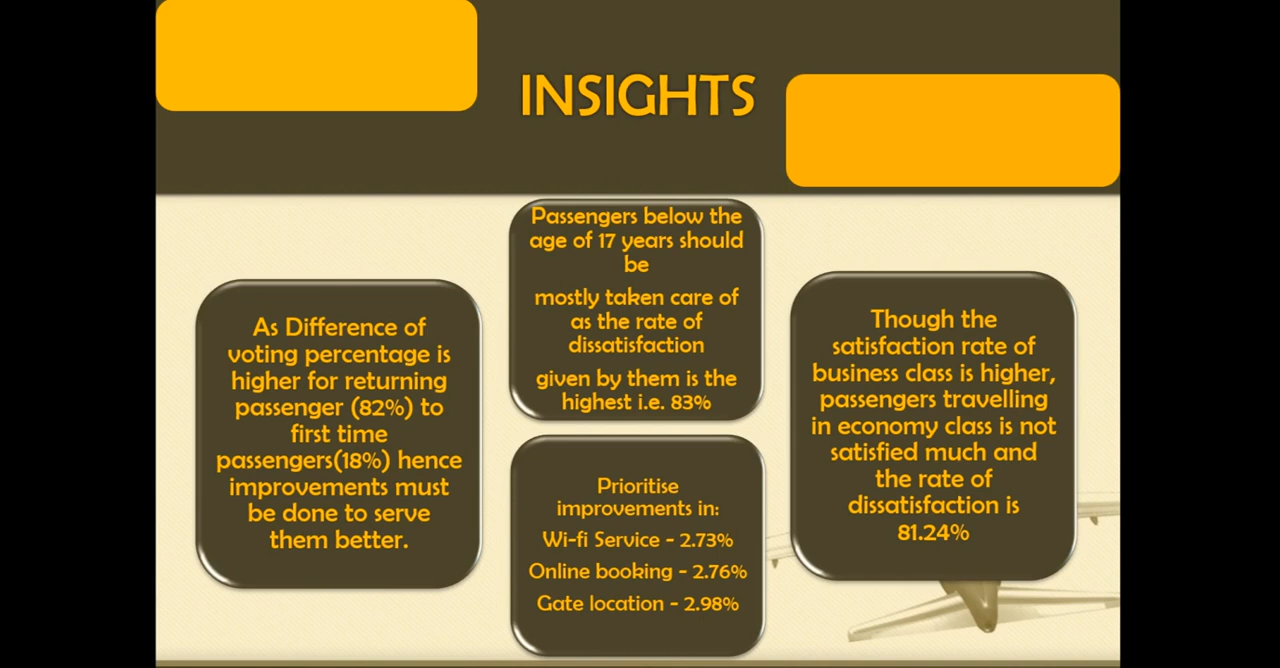 INSIGHTS
As Difference of
voting percentage is
higher for returning
passenger (82%) to
first time
passengers(18%) hence
improvements must
be done to serve
them better.
Passengers below the
age of 17 years should
be
mostly taken care of
as the rate of
dissatisfaction
given by them is the
highest i.e. 83%
Prioritise
improvements in:
Wi-fi Service - 2.73%
Online booking - 2.76%
Gate location - 2.98%
Though the
satisfaction rate of
business class is higher,
passengers travelling
in economy class is not
satisfied much and
the rate of
dissatisfaction is
81.24%